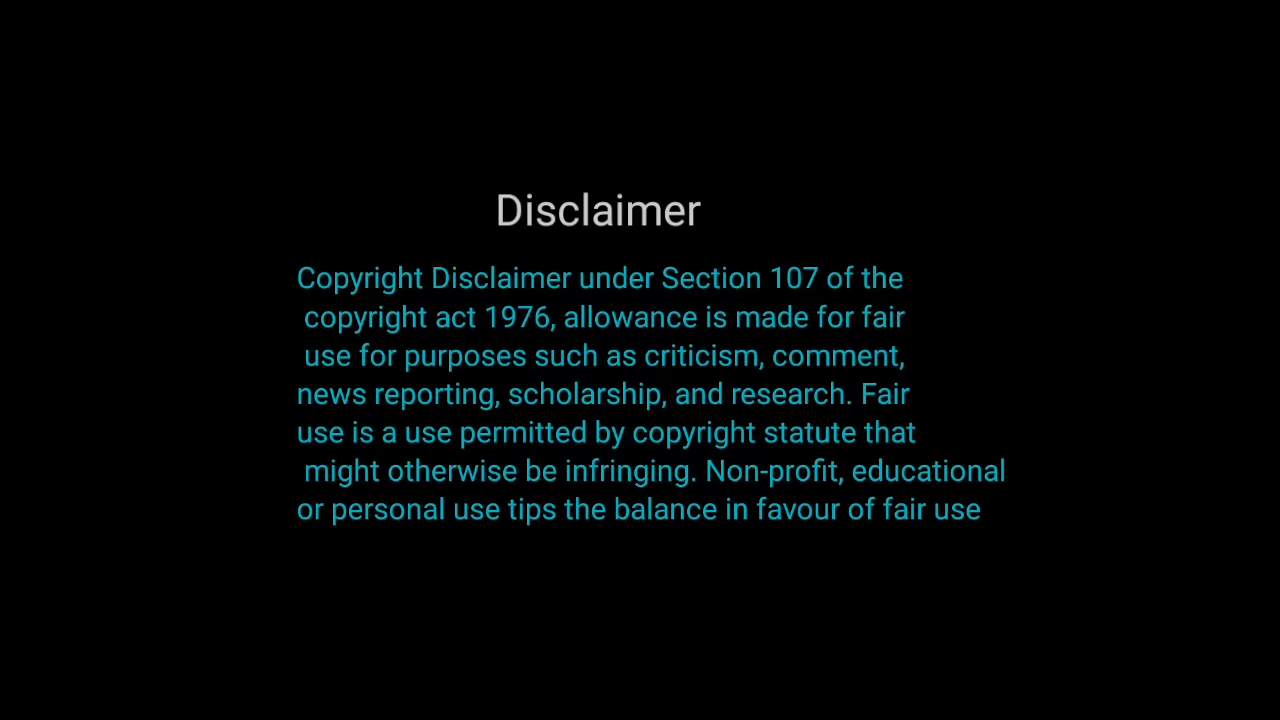 Disclaimer
Copyright Disclaimer under Section 107 of the
copyright act 1976, allowance is made for fair
use for purposes such as criticism, comment,
news reporting, scholarship, and research. Fair
use is a use permitted by copyright statute that
might otherwise be infringing. Non-profit, educational
or personal use tips the balance in favour of fair use